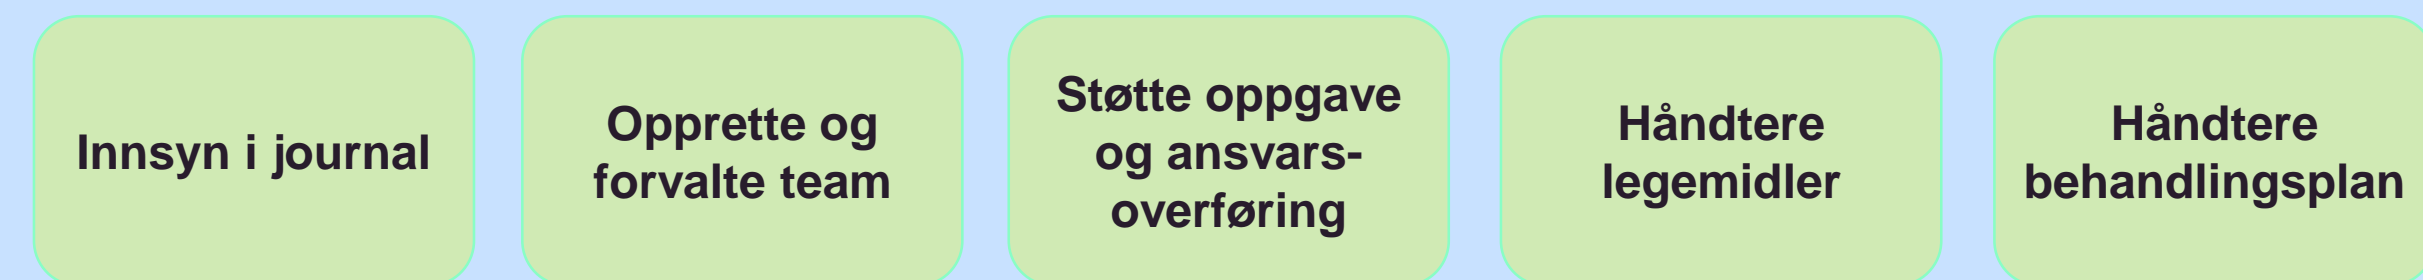 Innsyn i journal
Opprette og
forvalte team
Støtte oppgave
og ansvars-
overføring
Håndtere
legemidler
Håndtere
behandlingsplan